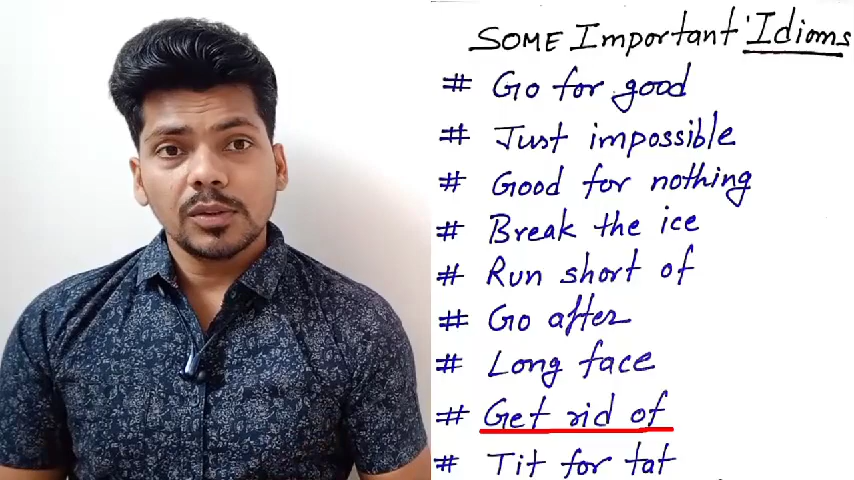 SOME Important 'Idioms
# Go for good
# Just impossible
# Good for nothing
# Break the ice
# Run short of
# Go after
# Long face
# Get rid of
# Tit for tat